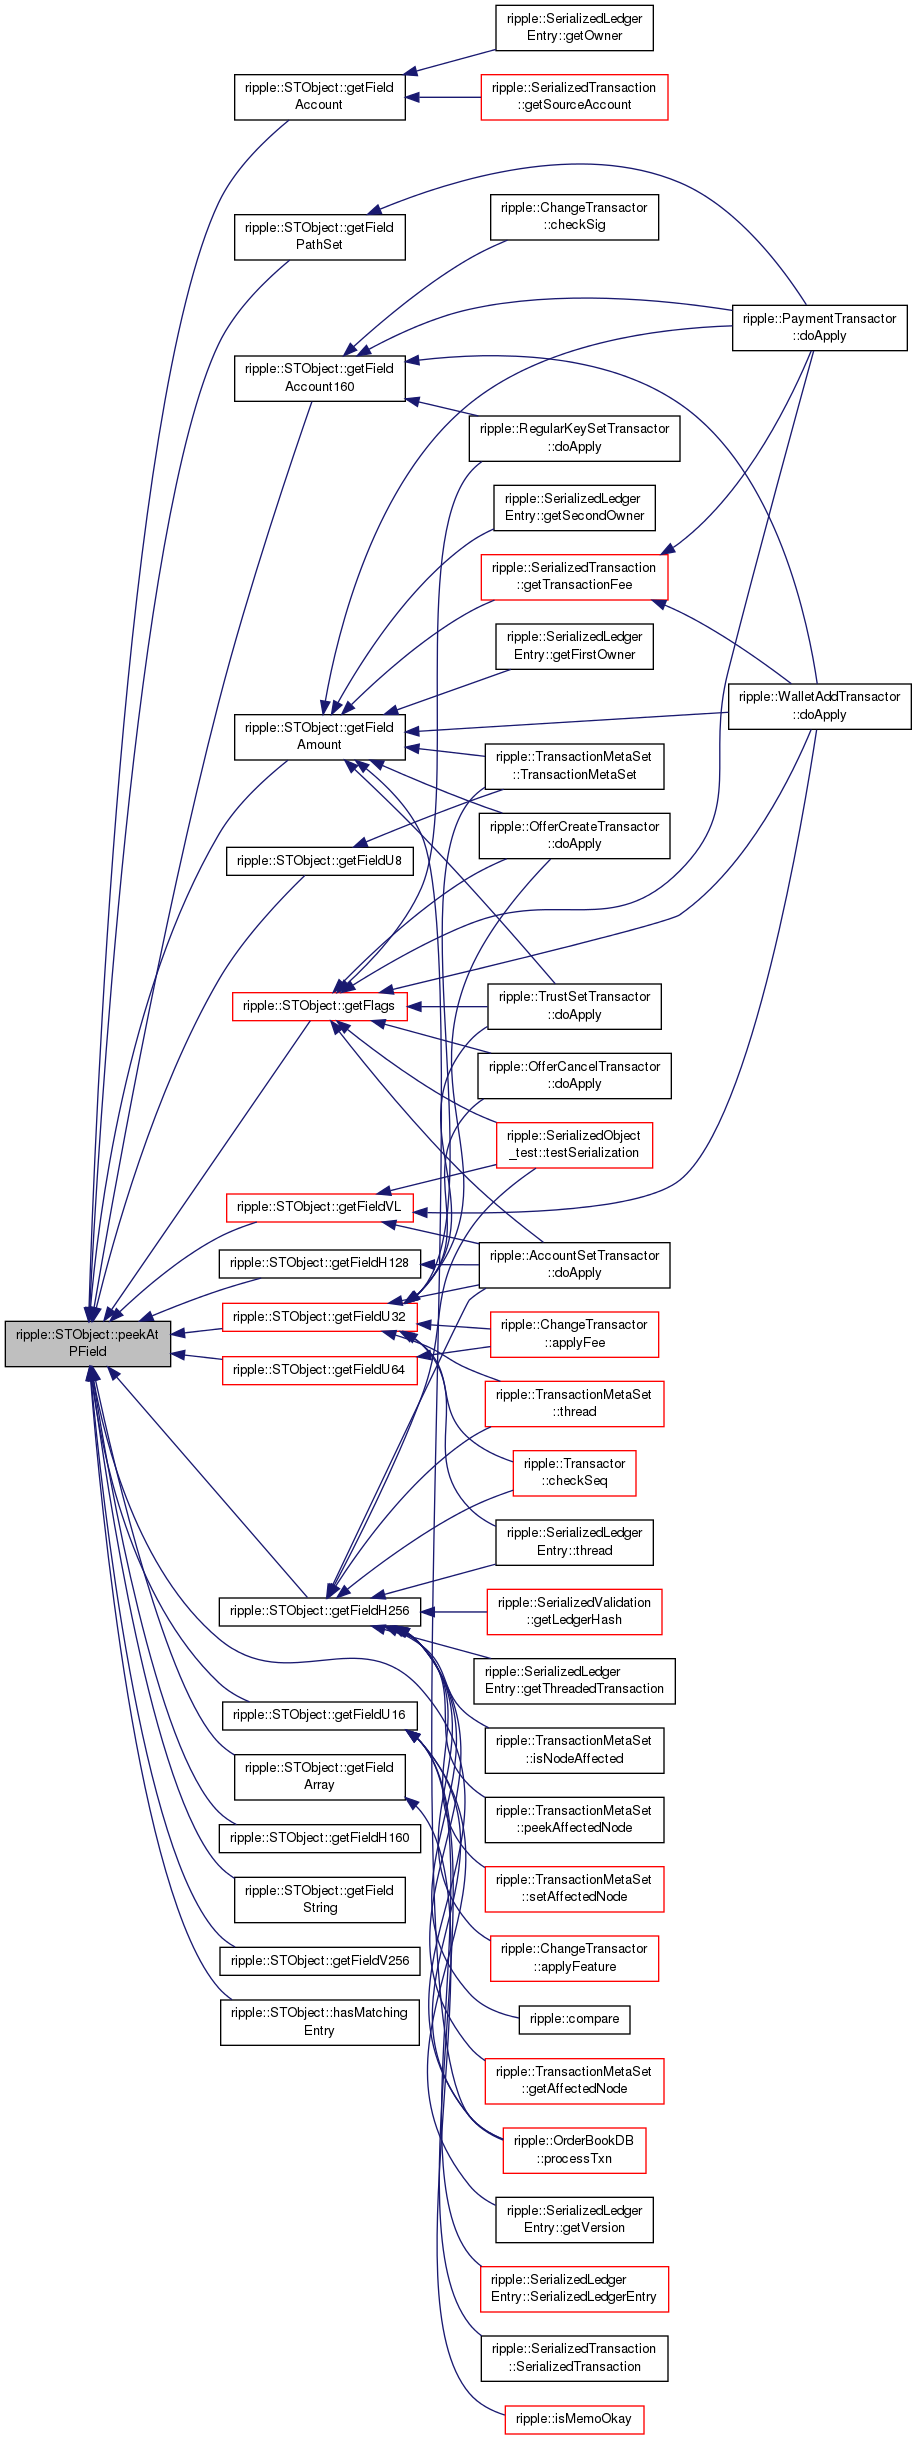 ripple::SerializedLedger
Entry::getOwner
ripple::STObject::getField
Account
ripple::SerializedTransaction
::getSourceAccount
ripple::ChangeTransactor
::checkSig
ripple::STObject::getField
PathSet
ripple::PaymentTransactor
::doApply
ripple::STObject::getField
Account160
ripple::RegularKeySetTransactor
::doApply
ripple::SerializedLedger
Entry::getSecondOwner
ripple::SerializedTransaction
::getTransactionFee
ripple::SerializedLedger
Entry::getFirstOwner
ripple::WalletAddTransactor
::doApply
ripple::STObject::getField
Amount
ripple::TransactionMetaSet
::TransactionMetaSet
ripple::OfferCreateTransactor
::doApply
ripple::STObject::getFieldU8
ripple::STObject::getFlags
ripple::TrustSetTransactor
::doApply
ripple::OfferCancelTransactor
::doApply
ripple::SerializedObject
_test::testSerialization
ripple::STObject::getFieldVL
ripple::AccountSetTransactor
::doApply
ripple::STObject::getFieldH128
ripple::STObject::getFieldU32
ripple::ChangeTransactor
::applyFee
ripple::STObject::peekAt
PField
ripple::STObject::getFieldU64
ripple::TransactionMetaSet
::thread
ripple::Transactor
::checkSeq
ripple::SerializedLedger
Entry::thread
ripple::STObject::getFieldH256
ripple::SerializedValidation
::getLedgerHash
ripple::SerializedLedger
Entry::getThreadedTransaction
ripple::STObject::getFieldU16
ripple::TransactionMetaSet
::isNodeAffected
ripple::STObject::getField
Array
ripple::TransactionMetaSet
::peekAffectedNode
ripple::STObject::getFieldH160
ripple::TransactionMetaSet
::setAffectedNode
ripple::STObject::getField
String
ripple::ChangeTransactor
::applyFeature
ripple::STObject::getFieldV256
ripple::STObject::hasMatching
Entry
ripple::compare
ripple::TransactionMetaSet
::getAffectedNode
ripple::OrderBookDB
::processTxn
ripple::SerializedLedger
Entry::getVersion
ripple::SerializedLedger
Entry::SerializedLedgerEntry
ripple::SerializedTransaction
::SerializedTransaction
ripple::isMemoOkay